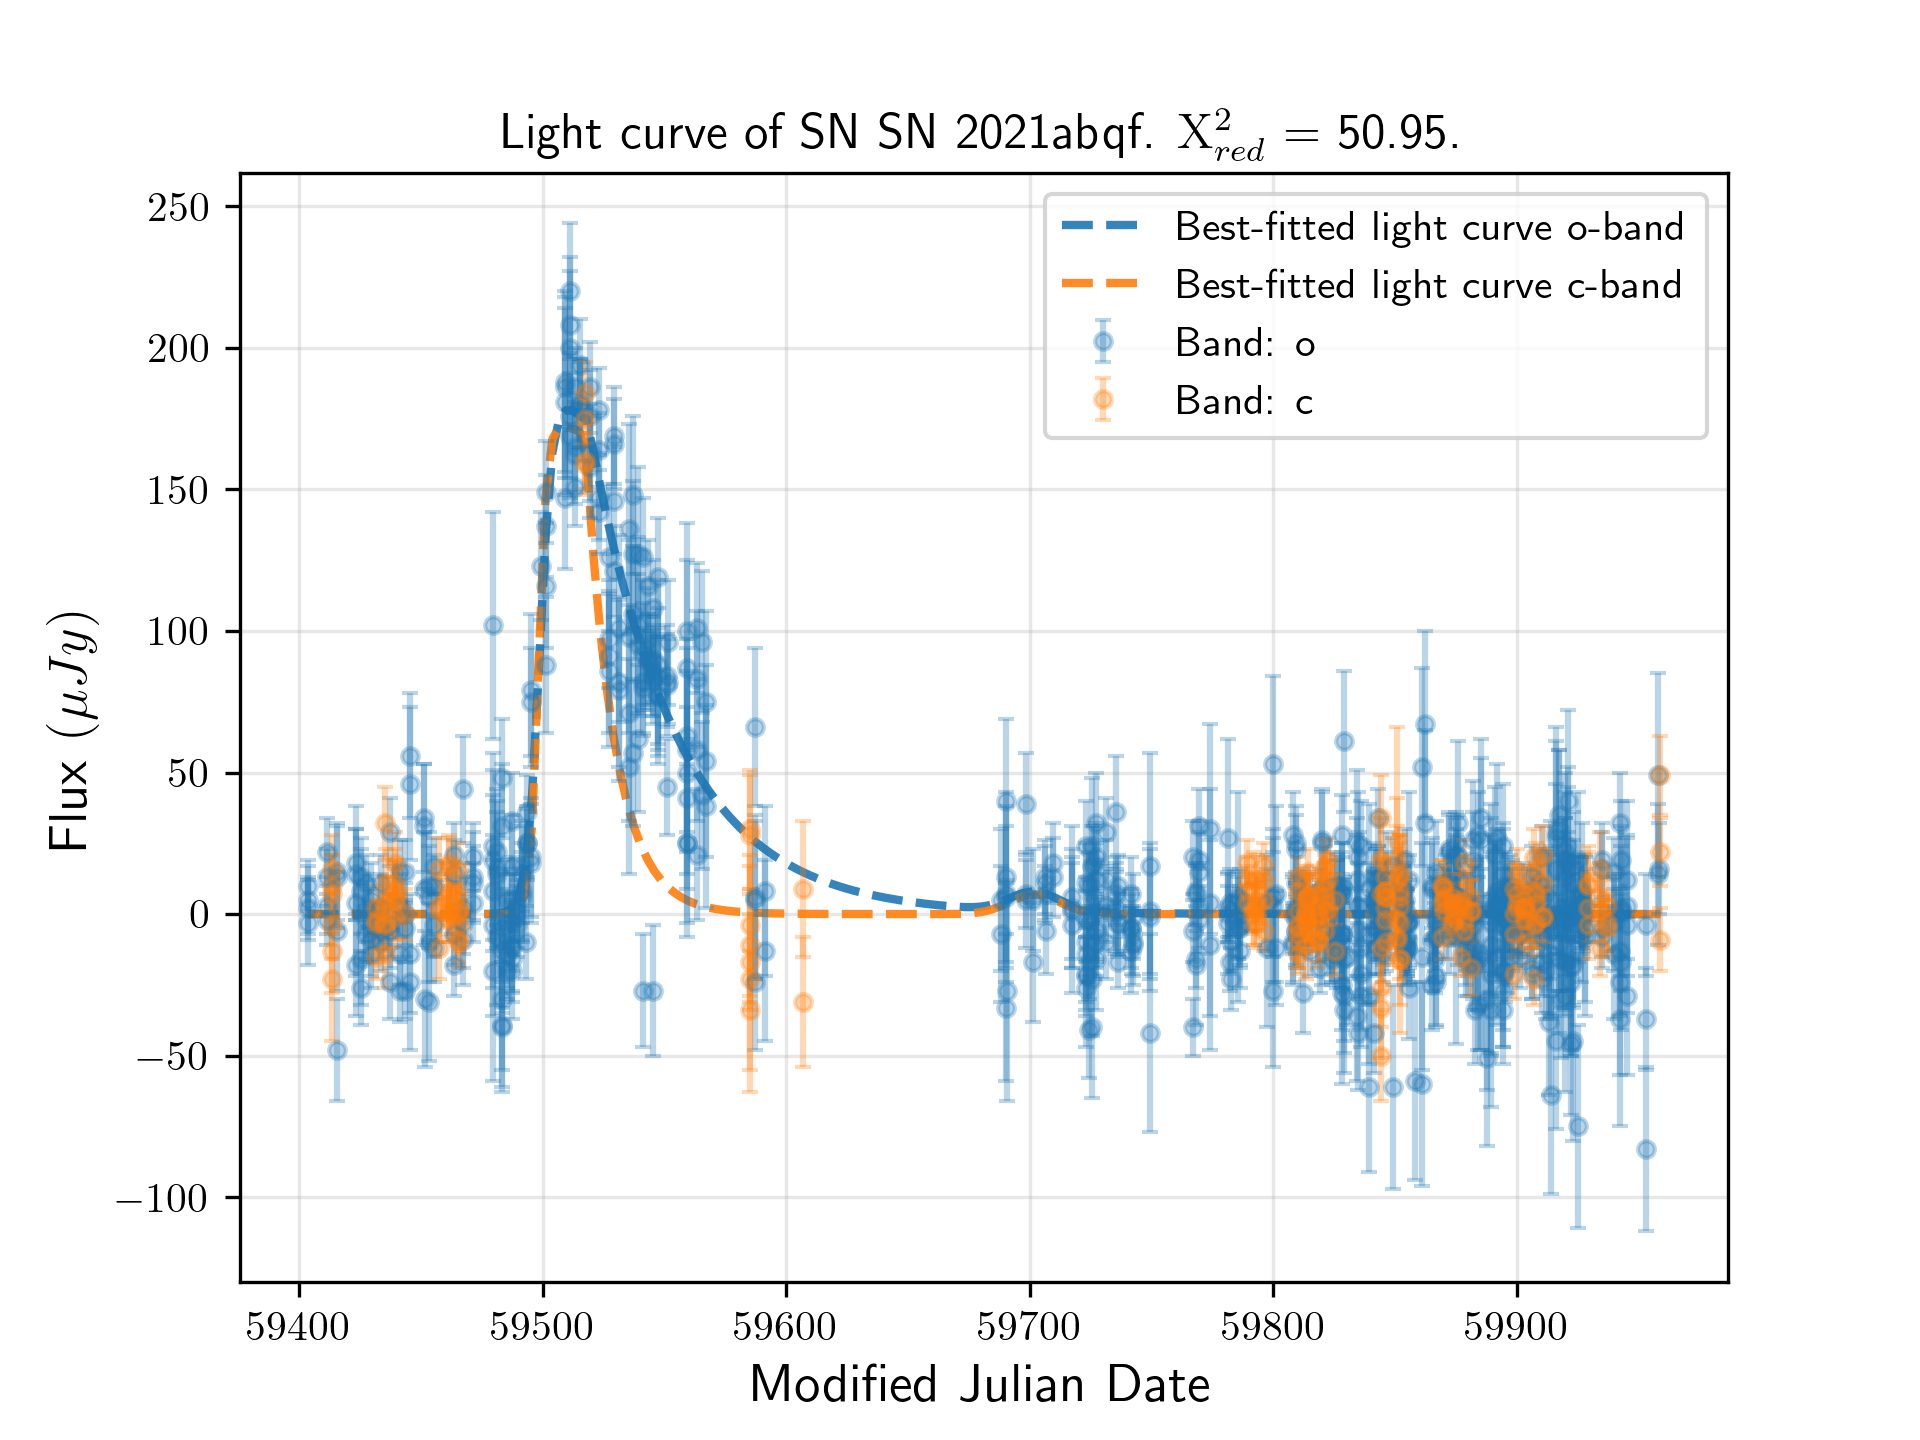 Light curve of SN SN 2021abqf. X²_red = 50.95.
250
200
150
100
50
0
−50
−100
Flux (μJy)
Best-fitted light curve o-band
Best-fitted light curve c-band
Band: o
Band: c
59400 59500 59600 59700 59800 59900
Modified Julian Date